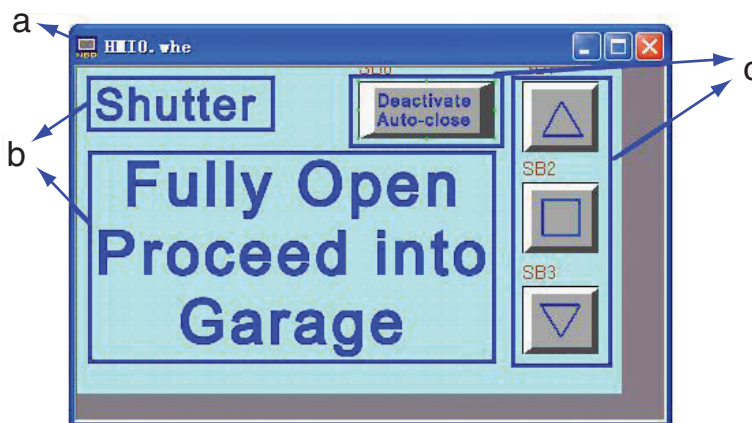 a
HMI0.whe
Shutter
Deactivate
Auto-close
SB2
SB3
b
Fully Open
Proceed into
Garage